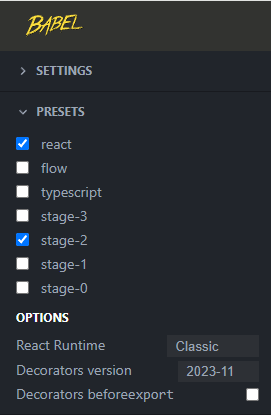 BABEL
SETTINGS
PRESETS
react
flow
typescript
stage-3
stage-2
stage-1
stage-0
OPTIONS
React Runtime Classic
Decorators version 2023-11
Decorators beforeexport